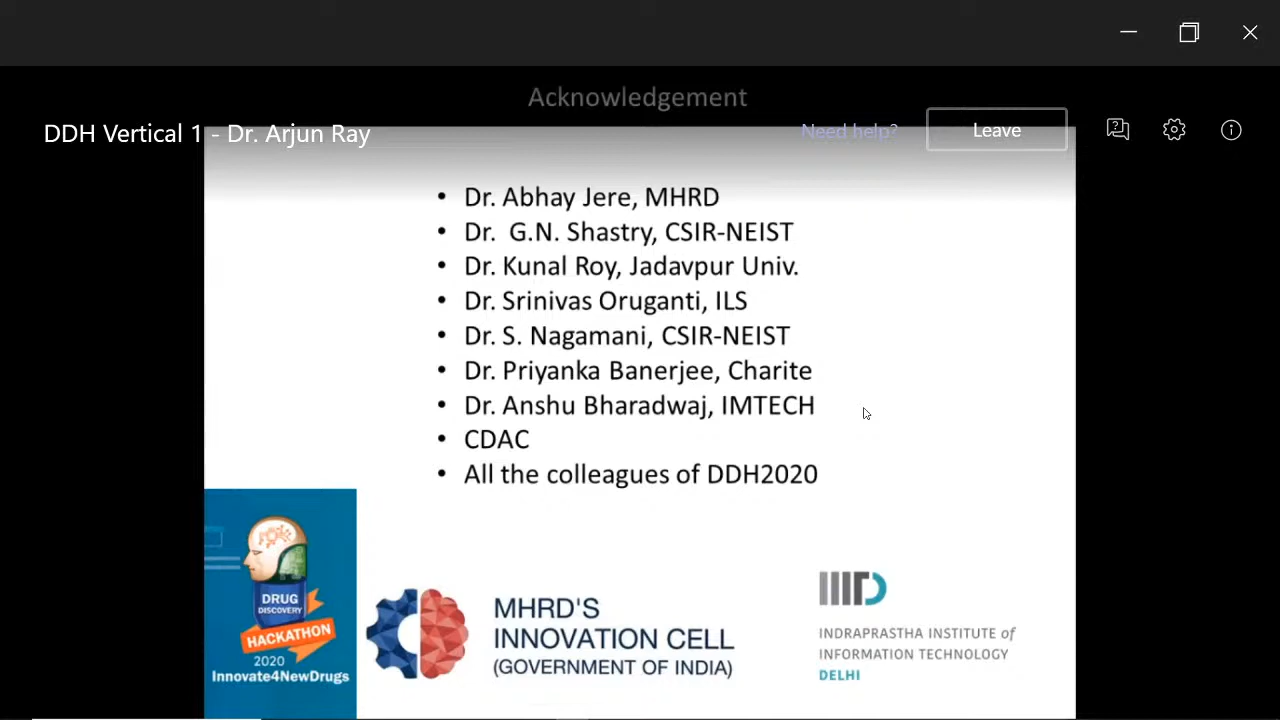 Acknowledgement
DDH Vertical 1 - Dr. Arjun Ray
Need help?
Leave
• Dr. Abhay Jere, MHRD
• Dr. G.N. Shastry, CSIR-NEIST
• Dr. Kunal Roy, Jadavpur Univ.
• Dr. Srinivas Oruganti, ILS
• Dr. S. Nagamani, CSIR-NEIST
• Dr. Priyanka Banerjee, Charite
• Dr. Anshu Bharadwaj, IMTECH
• CDAC
• All the colleagues of DDH2020
DRUG
DISCOVERY
HACKATHON
2020
Innovate4NewDrugs
MHRD'S
INNOVATION CELL
(GOVERNMENT OF INDIA)
IIITD
INDRAPRASTHA INSTITUTE of
INFORMATION TECHNOLOGY
DELHI